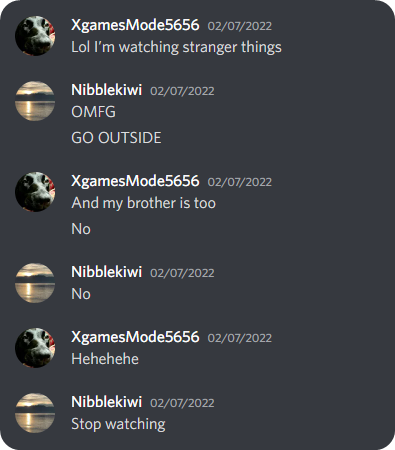 XgamesMode5656 02/07/2022
Lol I'm watching stranger things
Nibblekiwi 02/07/2022
OMFG
GO OUTSIDE
XgamesMode5656 02/07/2022
And my brother is too
No
Nibblekiwi 02/07/2022
No
XgamesMode5656 02/07/2022
Hehehehe
Nibblekiwi 02/07/2022
Stop watching